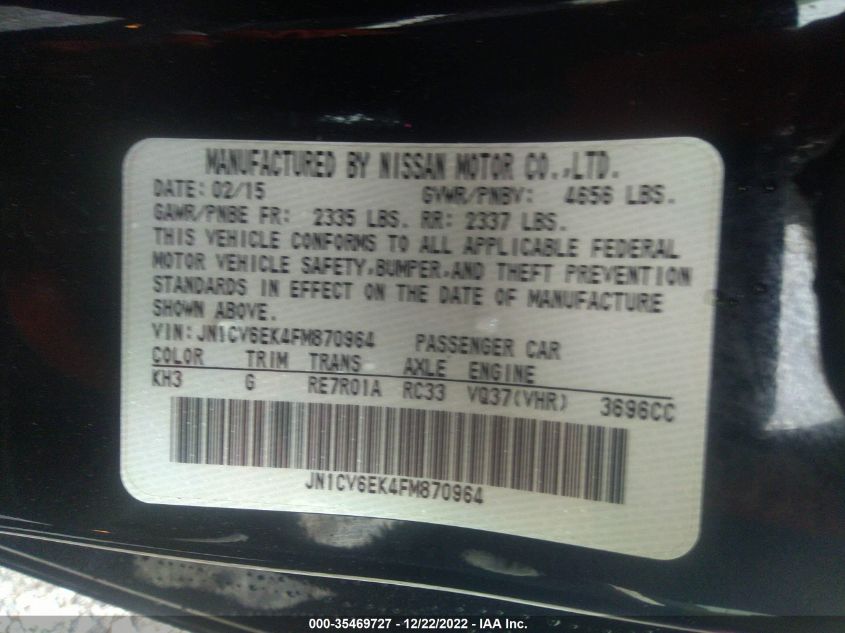 MANUFACTURED BY NISSAN MOTOR CO.,LTD.
DATE: 02/15 GVWR/PNBV: 4656 LBS.
GAWR/PNBE FR: 2335 LBS. RR: 2337 LBS.
THIS VEHICLE CONFORMS TO ALL APPLICABLE FEDERAL
MOTOR VEHICLE SAFETY,BUMPER,AND THEFT PREVENTION
STANDARDS IN EFFECT ON THE DATE OF MANUFACTURE
SHOWN ABOVE.
VIN:JN1CV6EK4FM870964 PASSENGER CAR
COLOR TRIM TRANS AXLE ENGINE
KH3 G RE7R01A RC33 VQ37(VHR) 3696CC
JN1CV6EK4FM870964
000-35469727 - 12/22/2022 - IAA Inc.